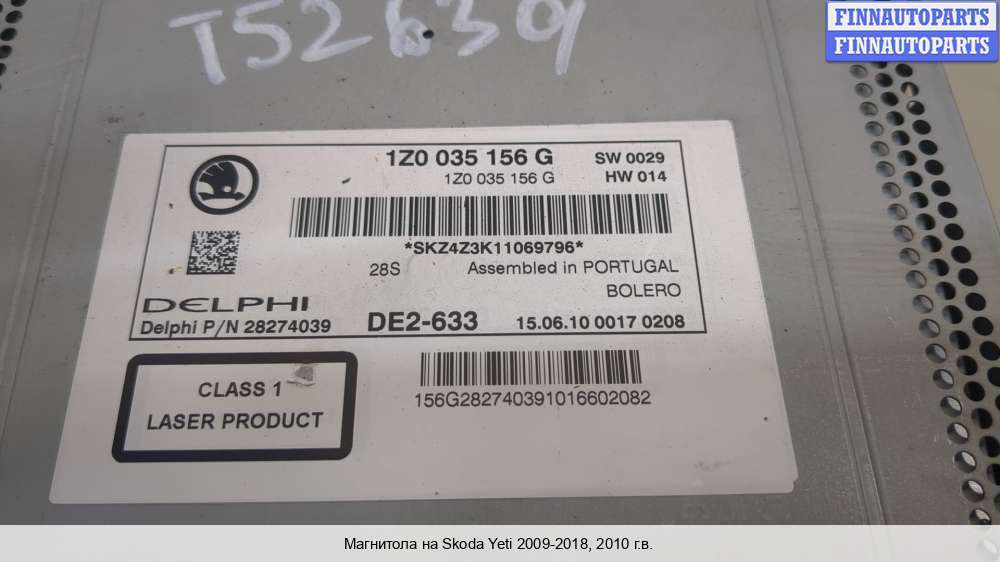 T52639
FINNAUTOPARTS
FINNAUTOPARTS
1Z0 035 156 G SW 0029
1Z0 035 156 G HW 014
*SKZ4Z3K11069796*
28S Assembled in PORTUGAL
BOLERO
DELPHI
Delphi P/N 28274039 DE2-633 15.06.10 0017 0208
CLASS 1
LASER PRODUCT
156G282740391016602082
Магнитола на Skoda Yeti 2009-2018, 2010 г.в.